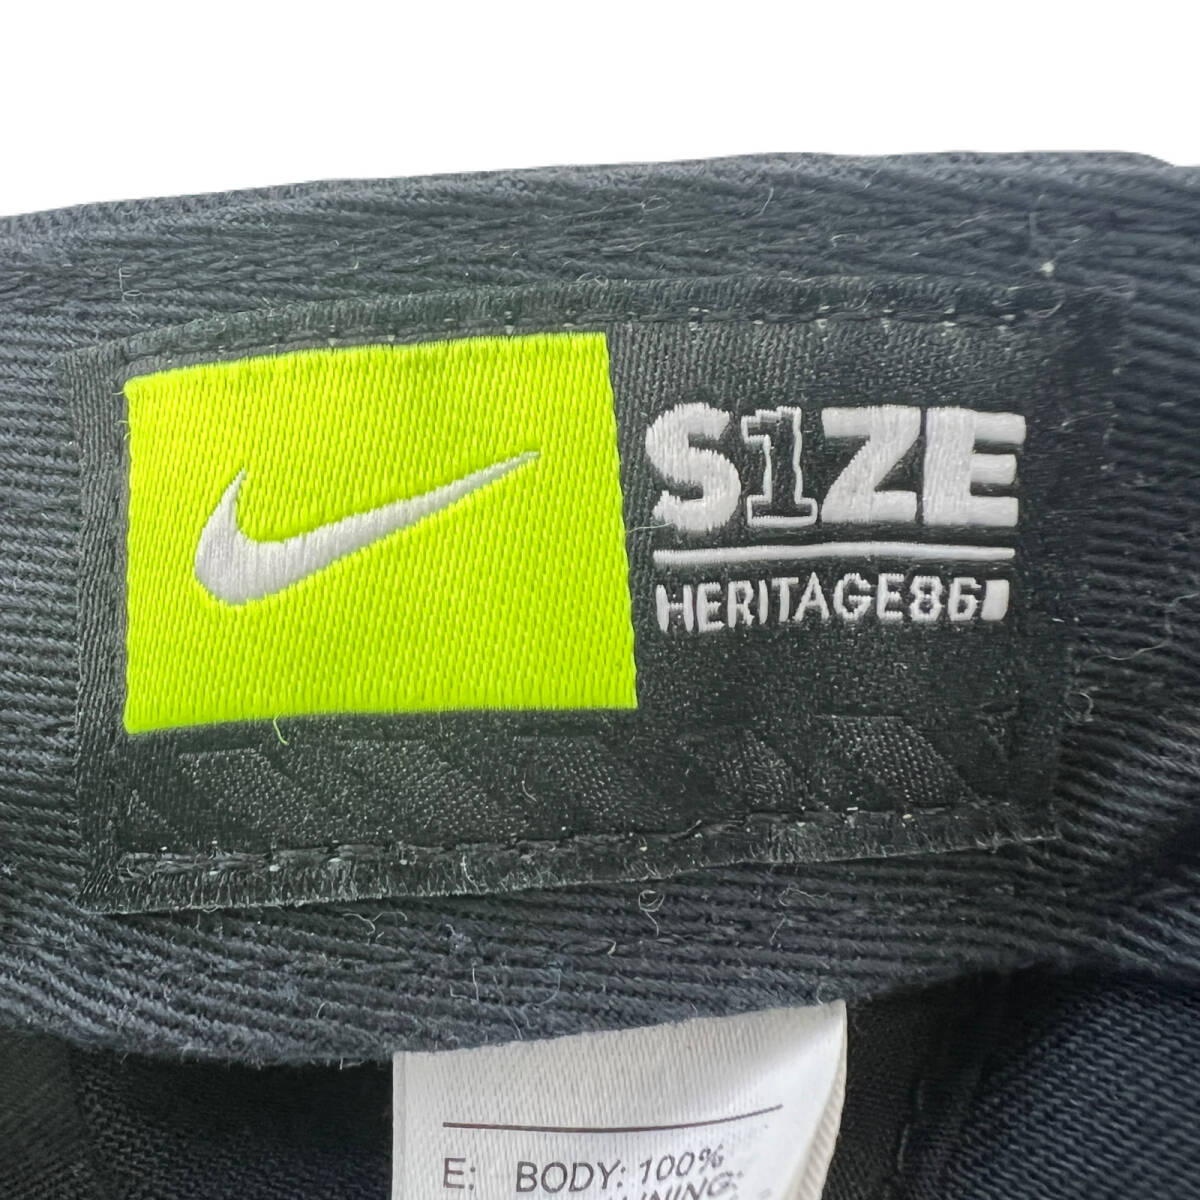 S1ZE
HERITAGE86
E: BODY: 100%